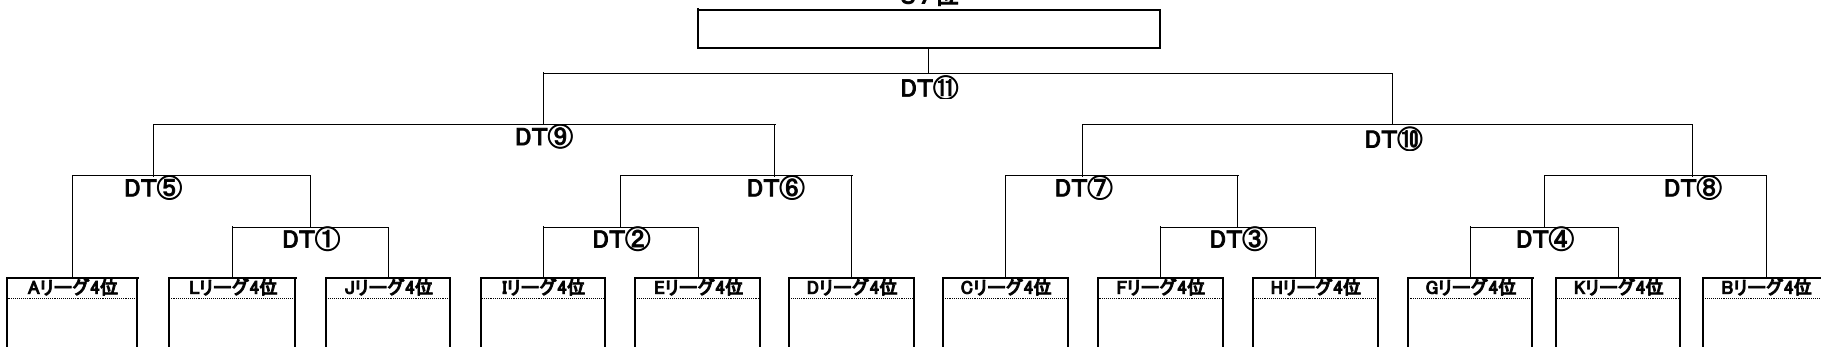 DT⑪
DT⑨ DT⑩
DT⑤ DT⑥ DT⑦ DT⑧
DT① DT② DT③ DT④
Aリーグ4位 Lリーグ4位 Jリーグ4位 Iリーグ4位 Eリーグ4位 Dリーグ4位 Cリーグ4位 Fリーグ4位 Hリーグ4位 Gリーグ4位 Kリーグ4位 Bリーグ4位